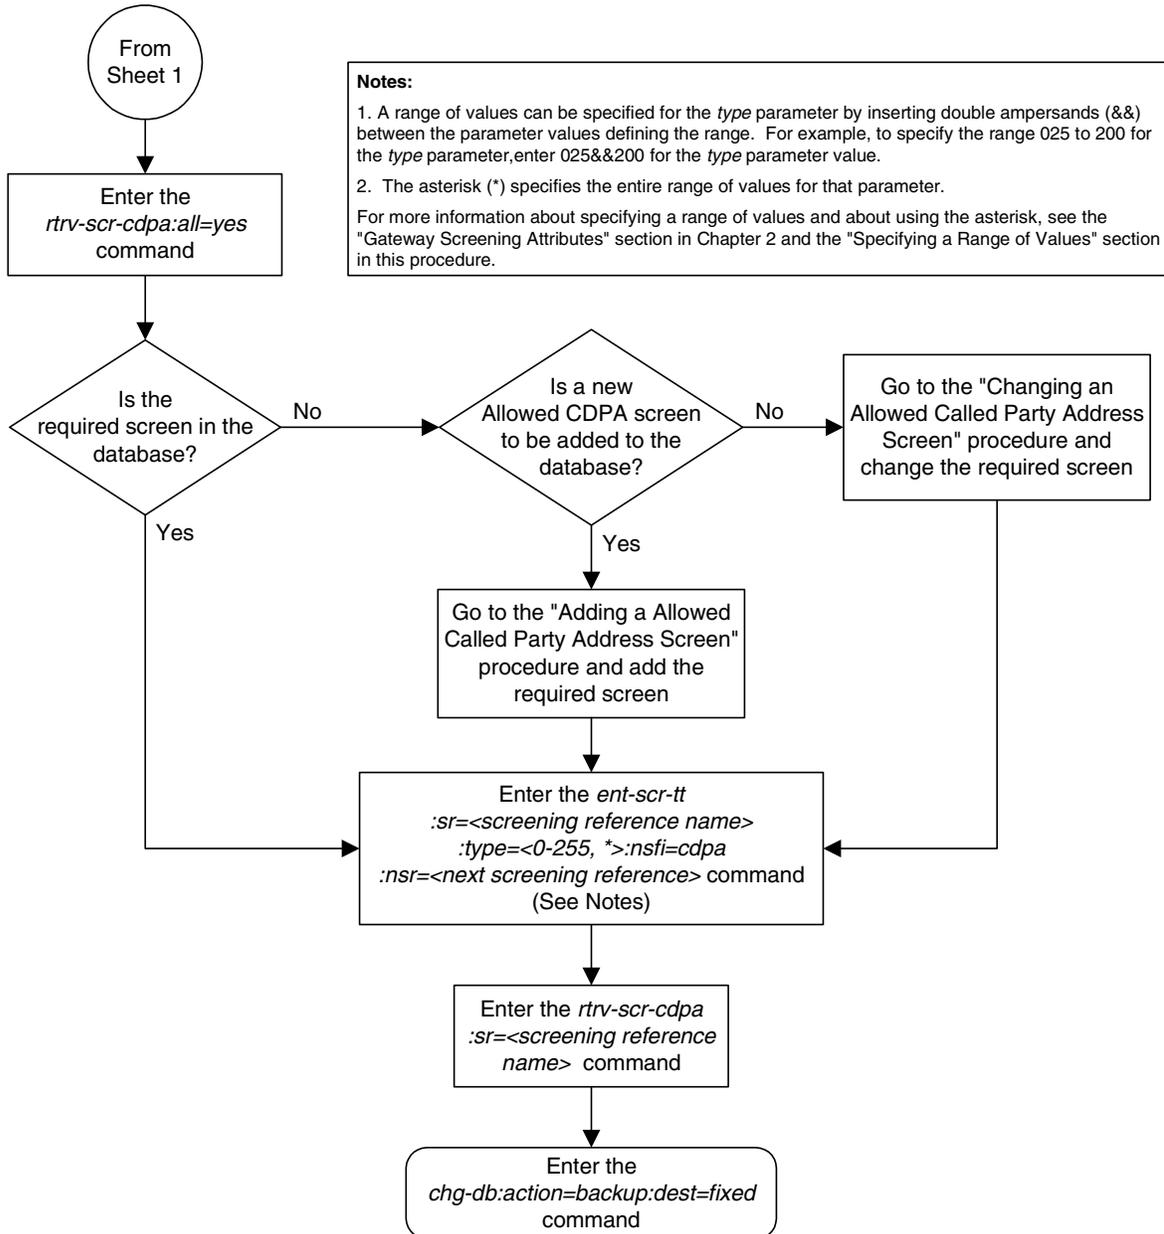 From
Sheet 1
Notes:
1. A range of values can be specified for the type parameter by inserting double ampersands (&&)
between the parameter values defining the range. For example, to specify the range 025 to 200 for
the type parameter,enter 025&&200 for the type parameter value.
2. The asterisk (*) specifies the entire range of values for that parameter.
For more information about specifying a range of values and about using the asterisk, see the
"Gateway Screening Attributes" section in Chapter 2 and the "Specifying a Range of Values" section
in this procedure.
Enter the
rtrv-scr-cdpa:all=yes
command
Is the
required screen in the
database?
No
Yes
Is a new
Allowed CDPA screen
to be added to the
database?
No
Yes
Go to the "Changing an
Allowed Called Party Address
Screen" procedure and
change the required screen
Go to the "Adding a Allowed
Called Party Address Screen"
procedure and add the
required screen
Enter the ent-scr-tt
:sr=<screening reference name>
:type=<0-255, *>:nsfi=cdpa
:nsr=<next screening reference> command
(See Notes)
Enter the rtrv-scr-cdpa
:sr=<screening reference
name> command
Enter the
chg-db:action=backup:dest=fixed
command